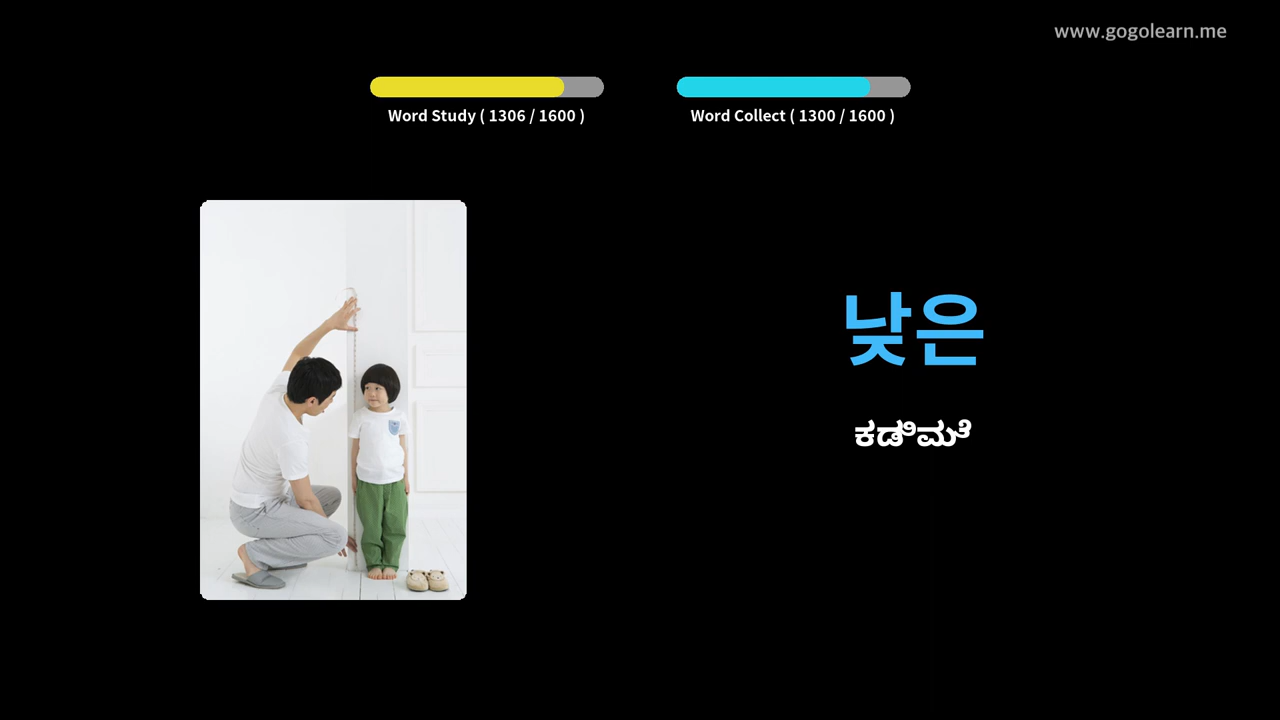 www.gogolearn.me
Word Study ( 1306 / 1600 )
Word Collect ( 1300 / 1600 )
낮은
ಕಡಿಮೆ